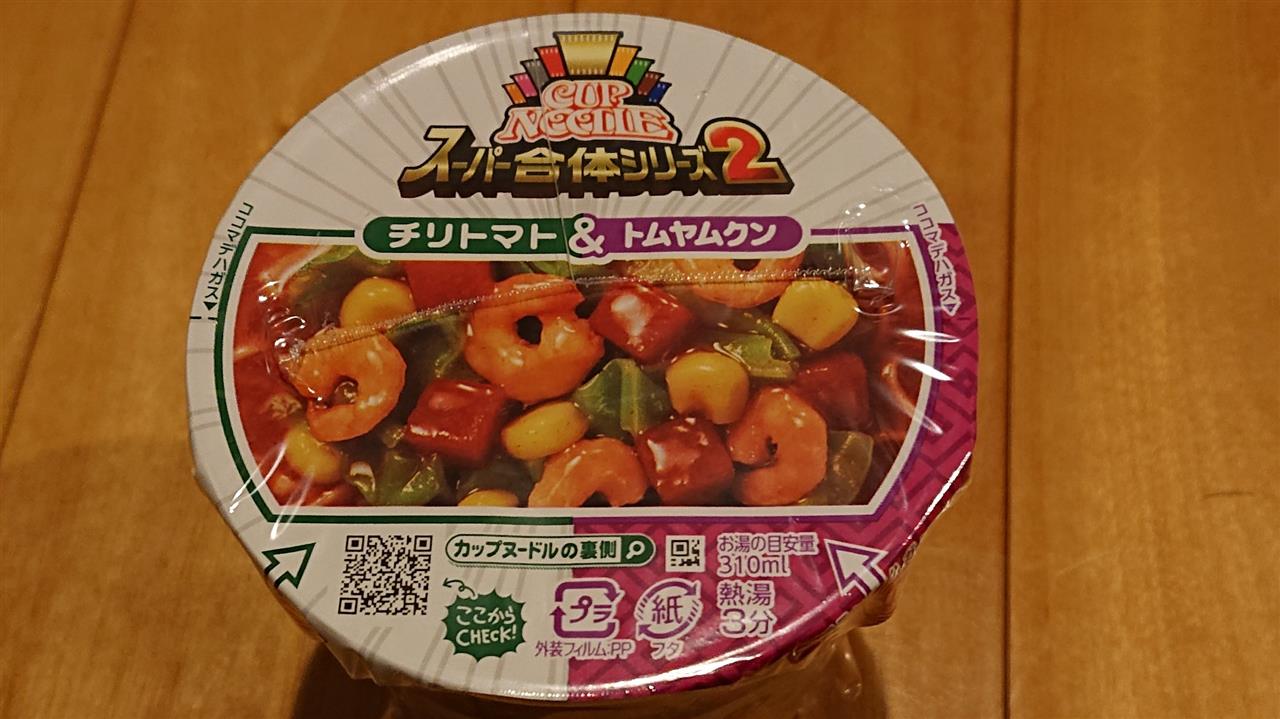 CUP
NOODLE
スーパー合体シリーズ2
チリトマト&トムヤムクン
ココマデハガス
ココマデハガス
カップヌードルの裏側
ここから
CHECK!
プラ
外装フィルム:PP
紙
フタ
お湯の目安量
310ml
熱湯
3分